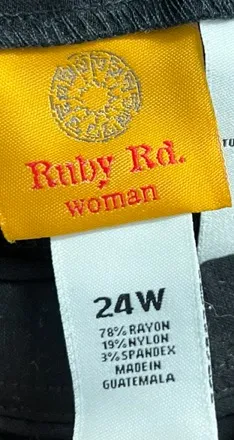 Ruby Rd.
woman
24W
78% RAYON
19% NYLON
3% SPANDEX
MADE IN
GUATEMALA